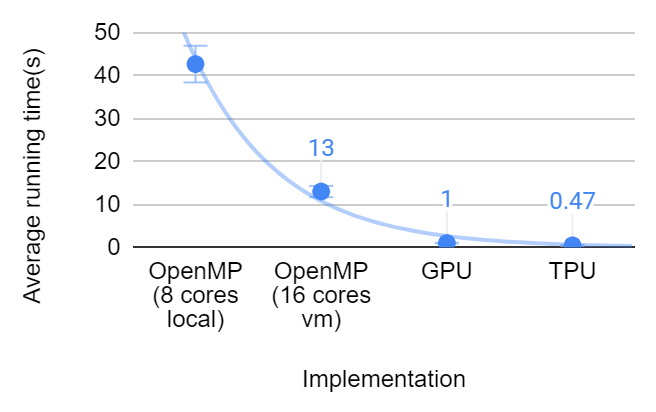 Average running time(s)
50
40
30
20
10
0
13
1
0.47
OpenMP
(8 cores
local)
OpenMP
(16 cores
vm)
GPU
TPU
Implementation